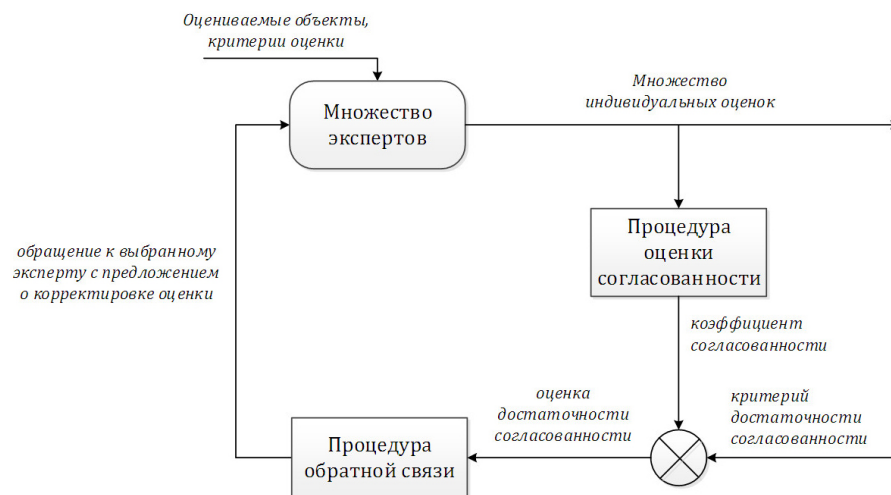 Оцениваемые объекты,
критерии оценки
Множество
экспертов
Множество
индивидуальных оценок
Процедура
оценки
согласованности
обращение к выбранному
эксперту с предложением
о корректировке оценки
коэффициент
согласованности
оценка
достаточности
согласованности
критерий
достаточности
согласованности
Процедура
обратной связи